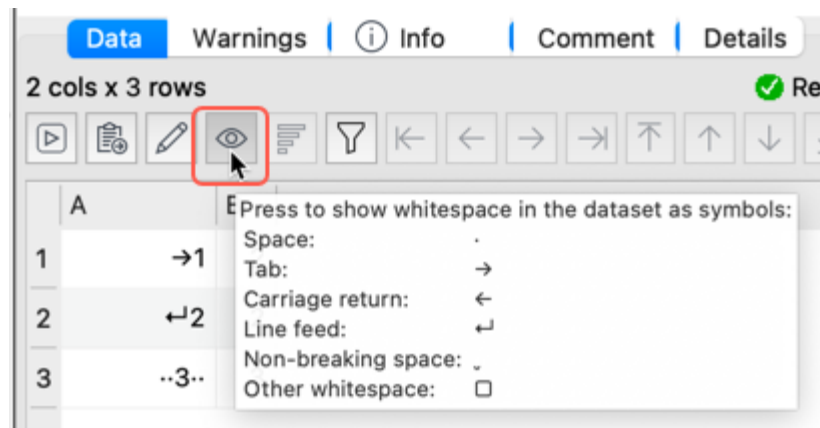 Data Warnings Info Comment Details
2 cols x 3 rows
A
Press to show whitespace in the dataset as symbols:
Space: ·
Tab: →
Carriage return: ←
Line feed: ↵
Non-breaking space: ˬ
Other whitespace: ▢
1 →1
2 ↵2
3 ··3··